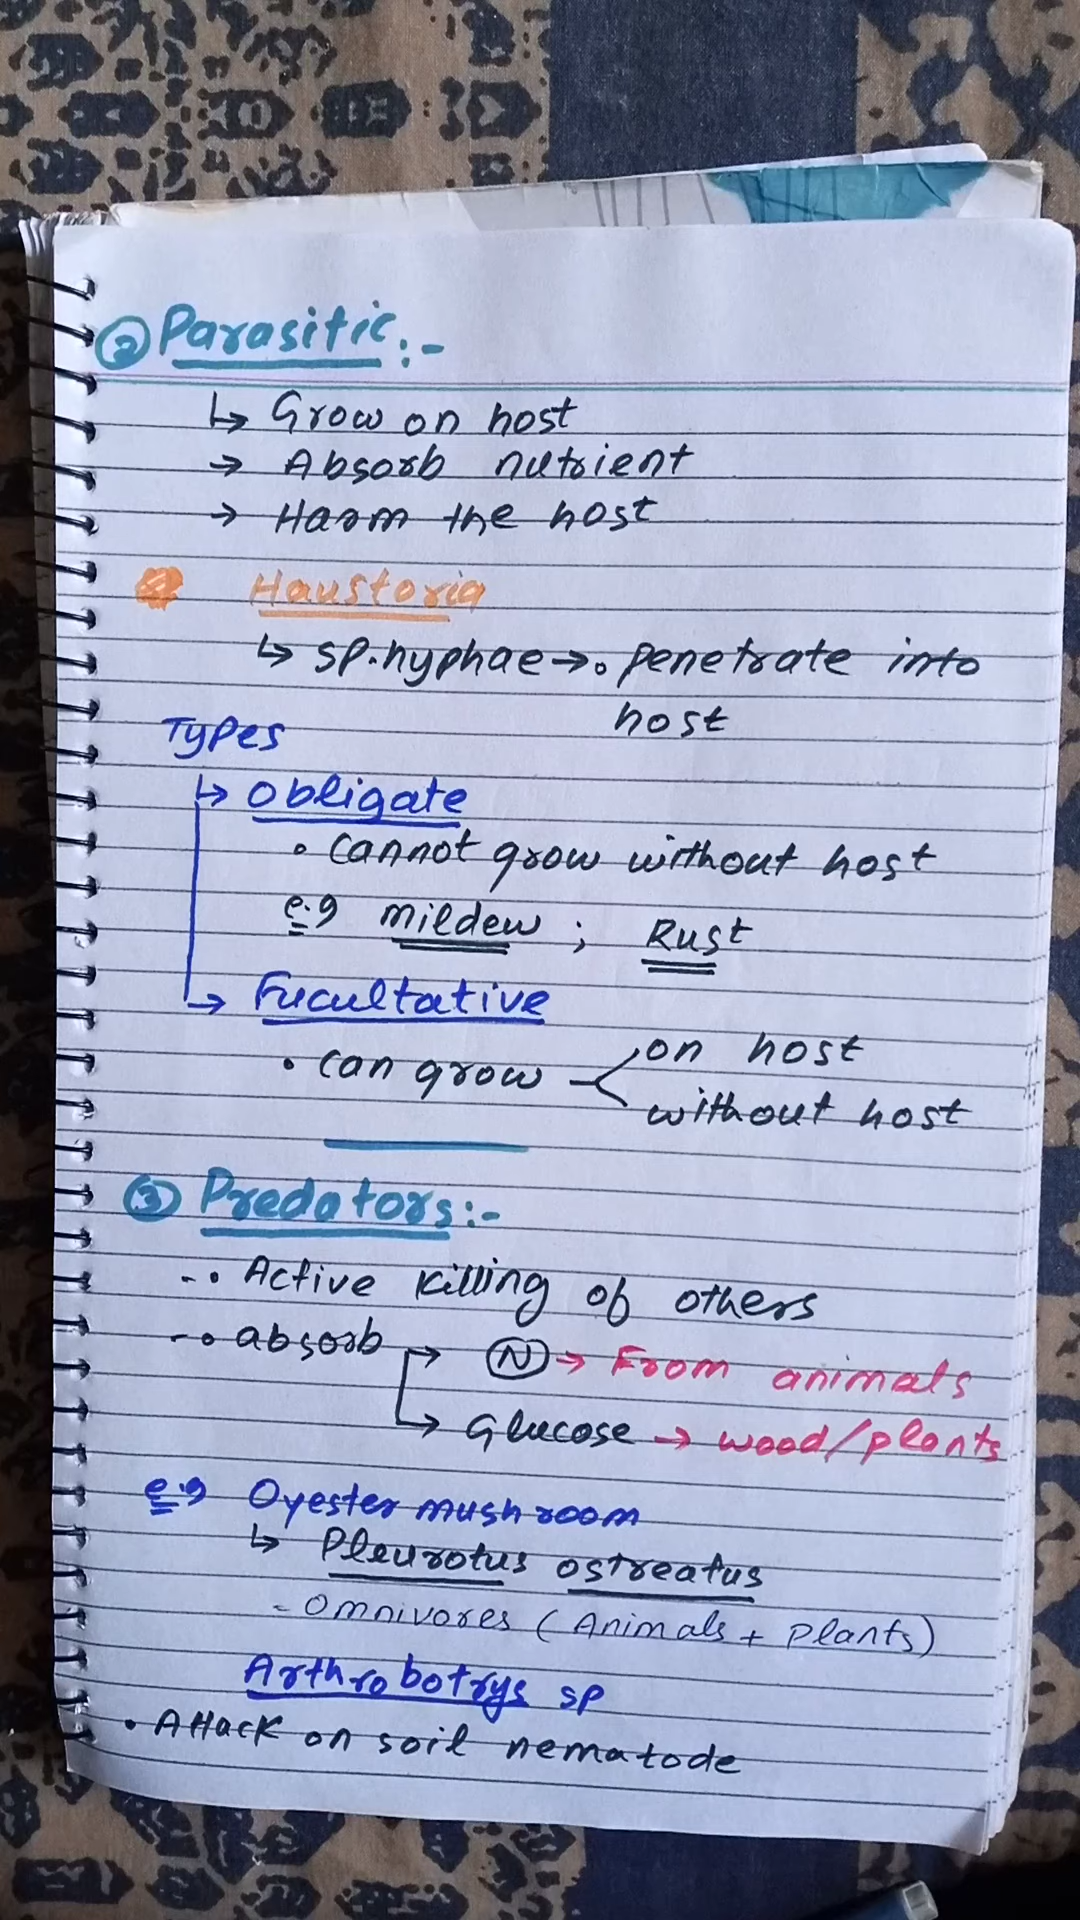 ② Parasitic:-
↳ Grow on host
→ Absorb nutrient
→ Harm the host
Haustoria
↳ sp. hyphae →. penetrate into
host
Types
↳ Obligate
• cannot grow without host
e.g mildew ; Rust
→ Fucultative
• can grow on host
without host
③ Predators:-
-• Active killing of others
-• absorb → Ⓝ → From animals
→ Glucose → wood/plants
e.g Oyester mushroom
↳ Pleurotus ostreatus
- Omnivores (Animals + Plants)
Arthrobotrys sp
• Attack on soil nematode